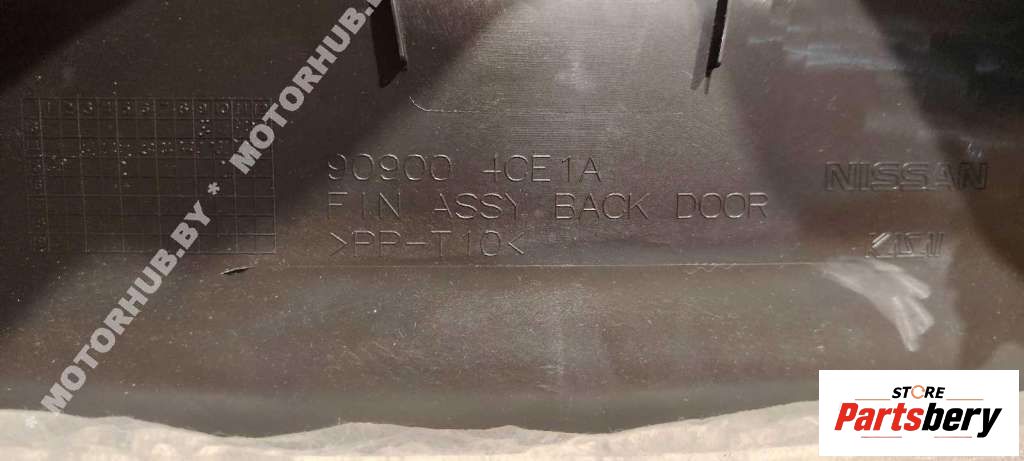 90900 4CE1A
FIN ASSY BACK DOOR
>PP-T10<
NISSAN
* MOTORHUB.BY * MOTORHUB.BY
STORE
Partsbery